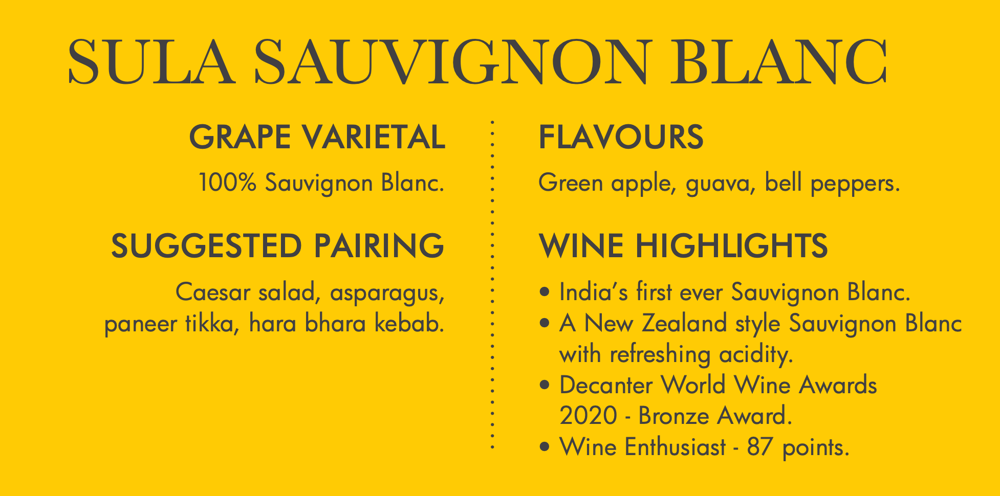 SULA SAUVIGNON BLANC
GRAPE VARIETAL
100% Sauvignon Blanc.
SUGGESTED PAIRING
Caesar salad, asparagus,
paneer tikka, hara bhara kebab.
FLAVOURS
Green apple, guava, bell peppers.
WINE HIGHLIGHTS
• India’s first ever Sauvignon Blanc.
• A New Zealand style Sauvignon Blanc
with refreshing acidity.
• Decanter World Wine Awards
2020 - Bronze Award.
• Wine Enthusiast - 87 points.